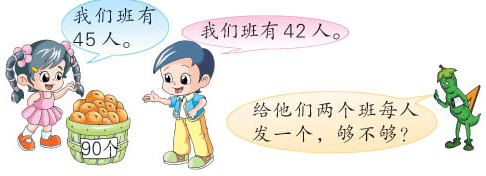 我们班有
45 人。
我们班有 42 人。
90个
给他们两个班每人
发一个，够不够？